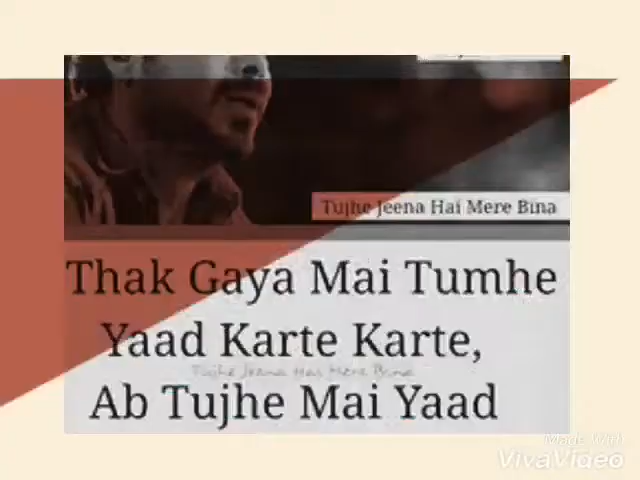 Tujhe Jeena Hai Mere Bina
Thak Gaya Mai Tumhe
Yaad Karte Karte,
Tujhe Jeena Hai Mere Bina
Ab Tujhe Mai Yaad
Made With
VivaVideo